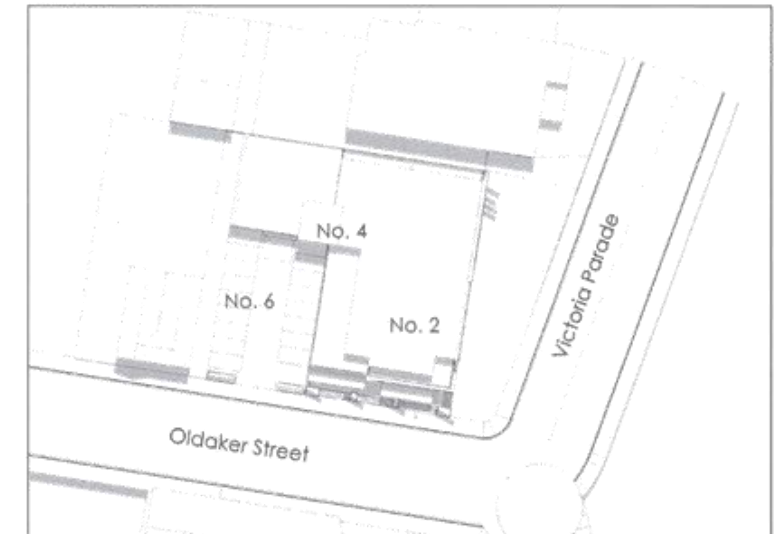 No. 4
No. 6
No. 2
Victoria Parade
Oldaker Street